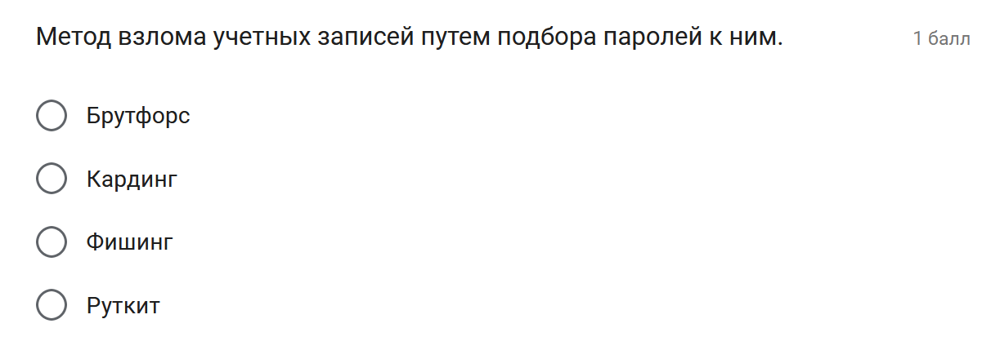 Метод взлома учетных записей путем подбора паролей к ним.
1 балл
Брутфорс
Кардинг
Фишинг
Руткит